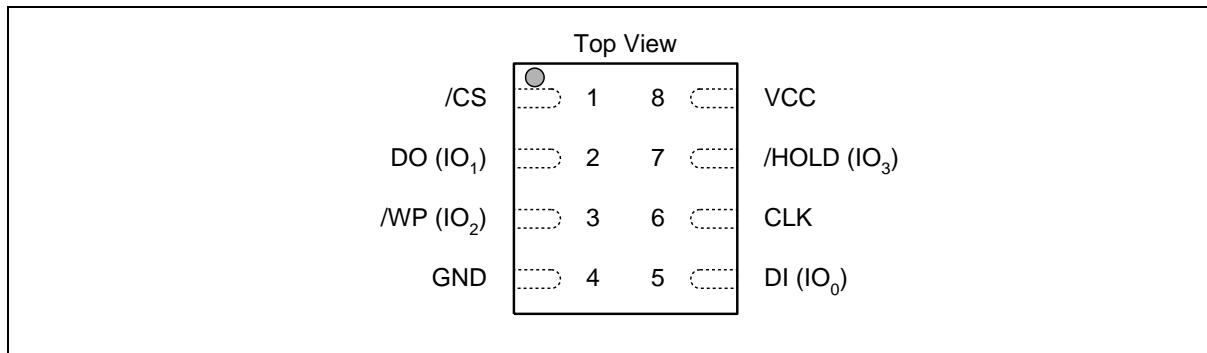 Top View
/CS 1 8 VCC
DO (IO₁) 2 7 /HOLD (IO₃)
/WP (IO₂) 3 6 CLK
GND 4 5 DI (IO₀)